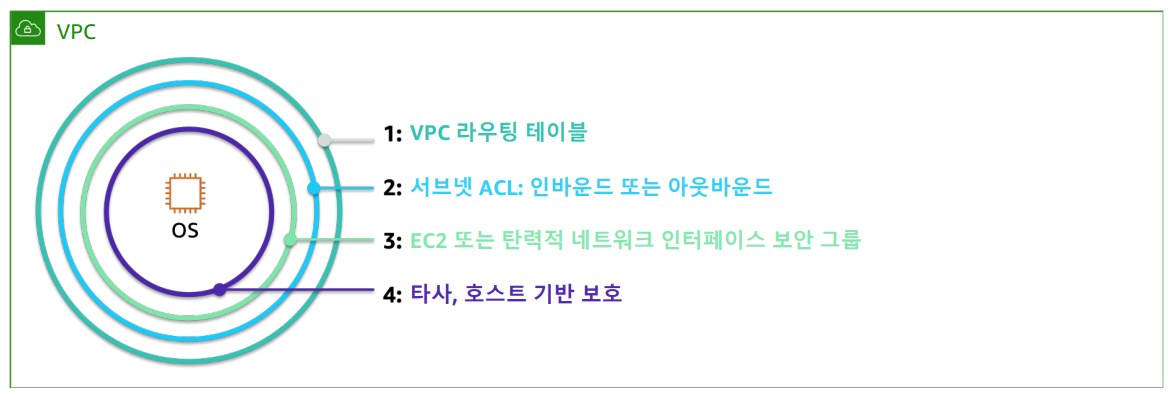 VPC
1: VPC 라우팅 테이블
2: 서브넷 ACL: 인바운드 또는 아웃바운드
OS
3: EC2 또는 탄력적 네트워크 인터페이스 보안 그룹
4: 타사, 호스트 기반 보호